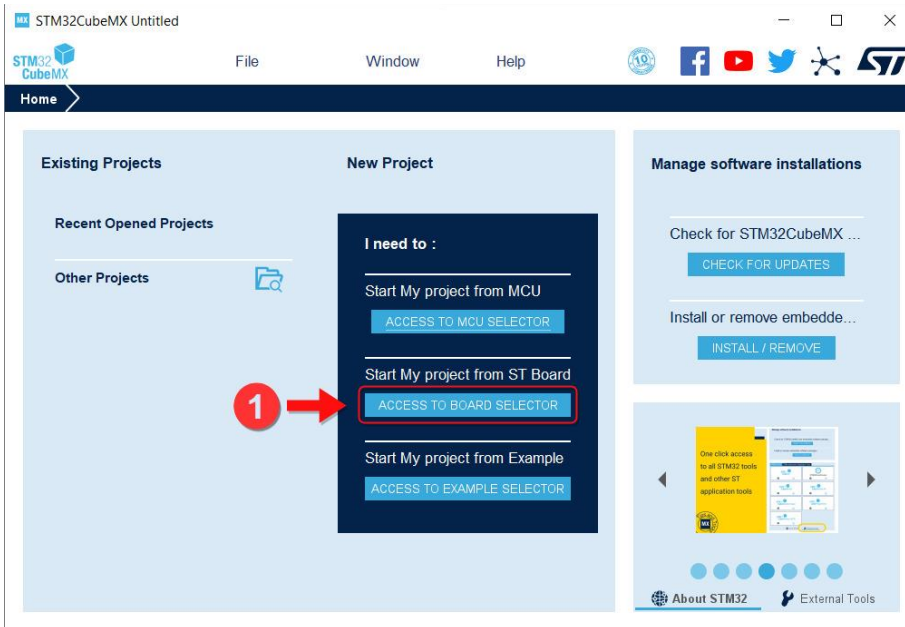 STM32CubeMX Untitled
STM32
CubeMX
File
Window
Help
10
Home
Existing Projects
Recent Opened Projects
Other Projects
New Project
I need to :
Start My project from MCU
ACCESS TO MCU SELECTOR
Start My project from ST Board
1
ACCESS TO BOARD SELECTOR
Start My project from Example
ACCESS TO EXAMPLE SELECTOR
Manage software installations
Check for STM32CubeMX ...
CHECK FOR UPDATES
Install or remove embedde...
INSTALL / REMOVE
One click access
to all STM32 tools
and other ST
application tools
MX
About STM32
External Tools